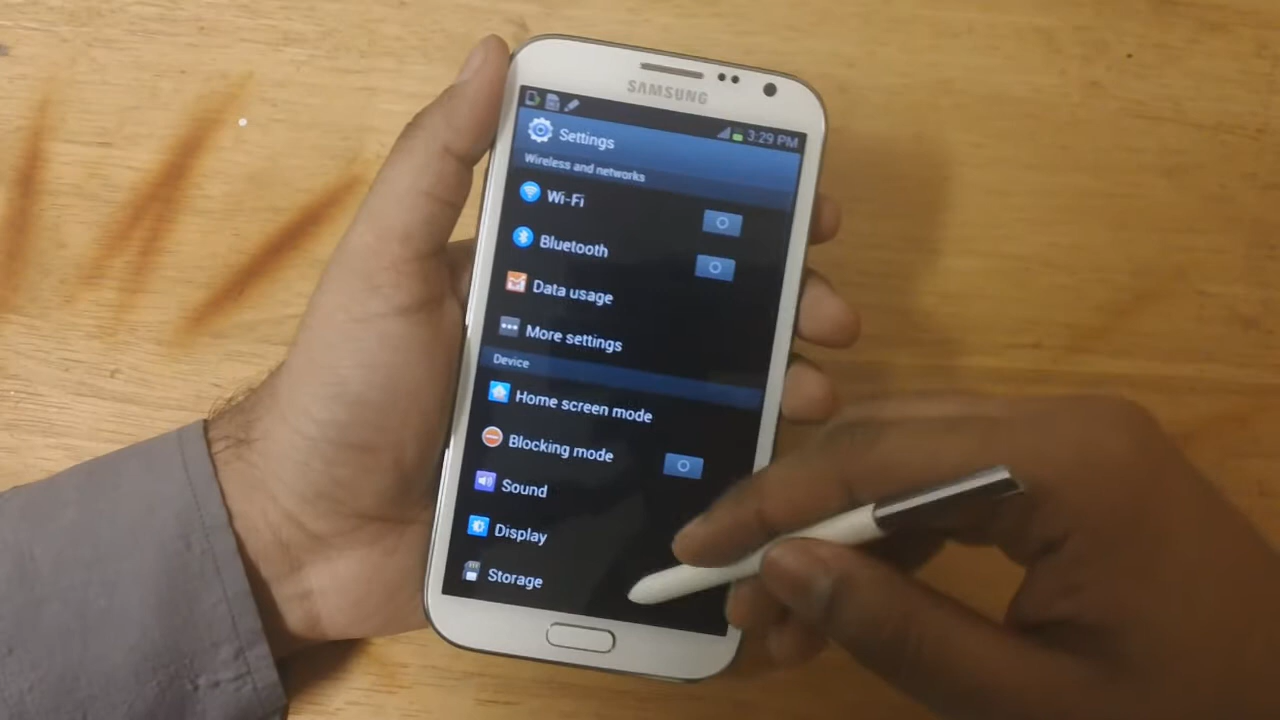 SAMSUNG
3:29 PM
Settings
Wireless and networks
Wi-Fi
Bluetooth
Data usage
More settings
Device
Home screen mode
Blocking mode
Sound
Display
Storage